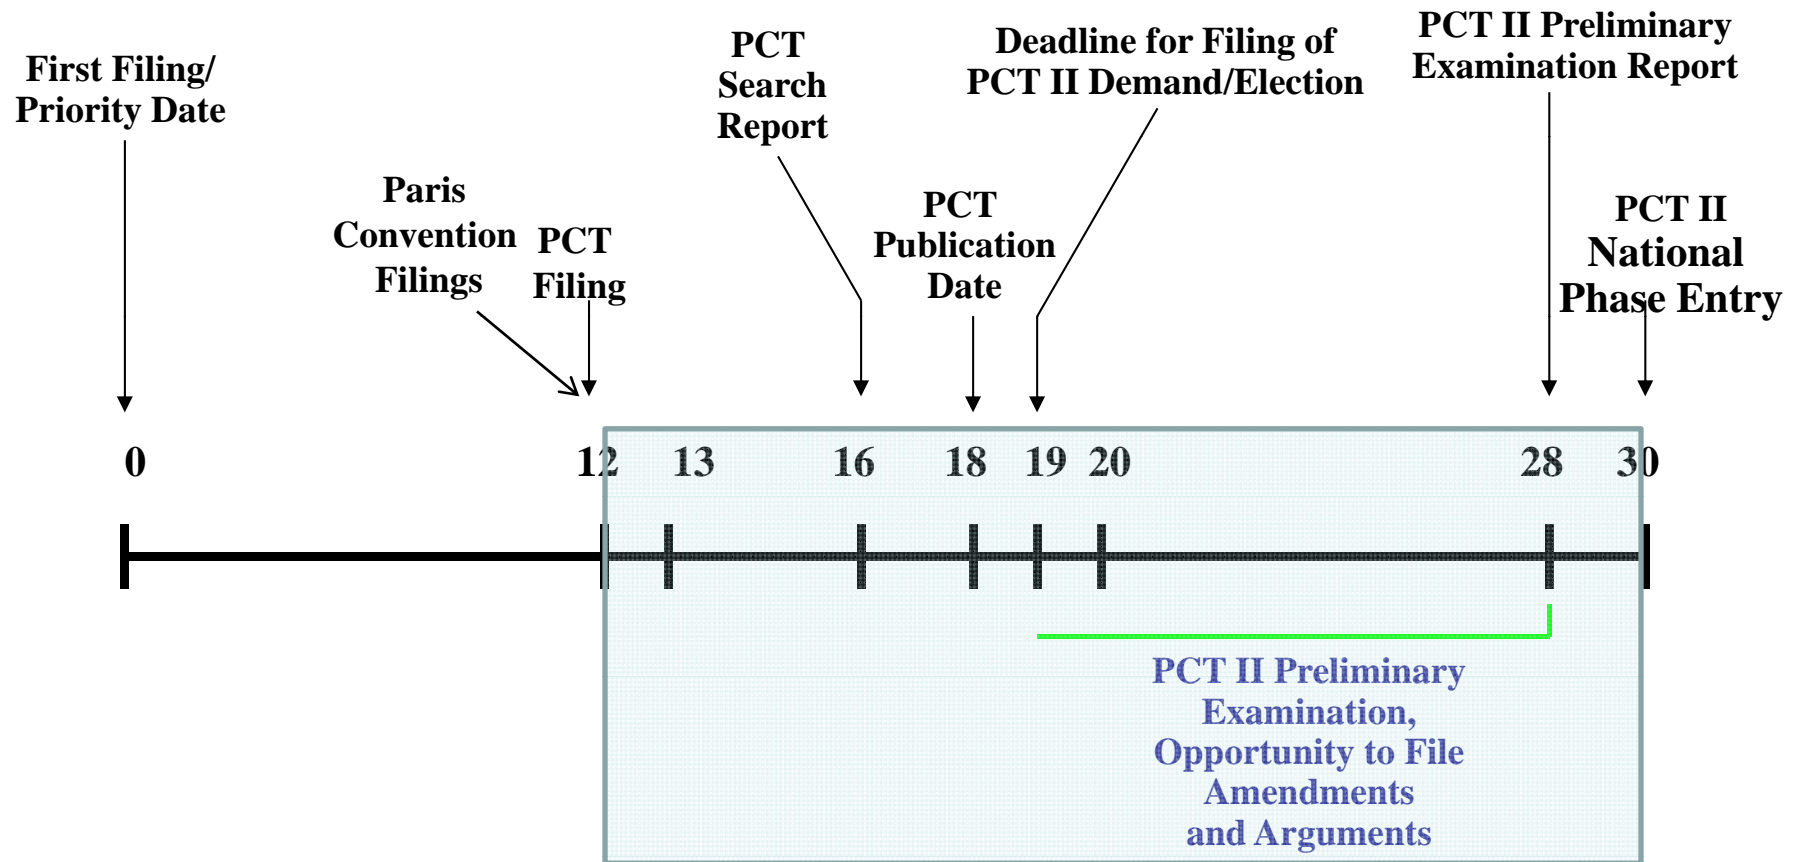 First Filing/
Priority Date
Paris
Convention
Filings
PCT
Filing
PCT
Search
Report
PCT
Publication
Date
Deadline for Filing of
PCT II Demand/Election
PCT II Preliminary
Examination Report
PCT II
National
Phase Entry
0 12 13 16 18 19 20 28 30
PCT II Preliminary
Examination,
Opportunity to File
Amendments
and Arguments